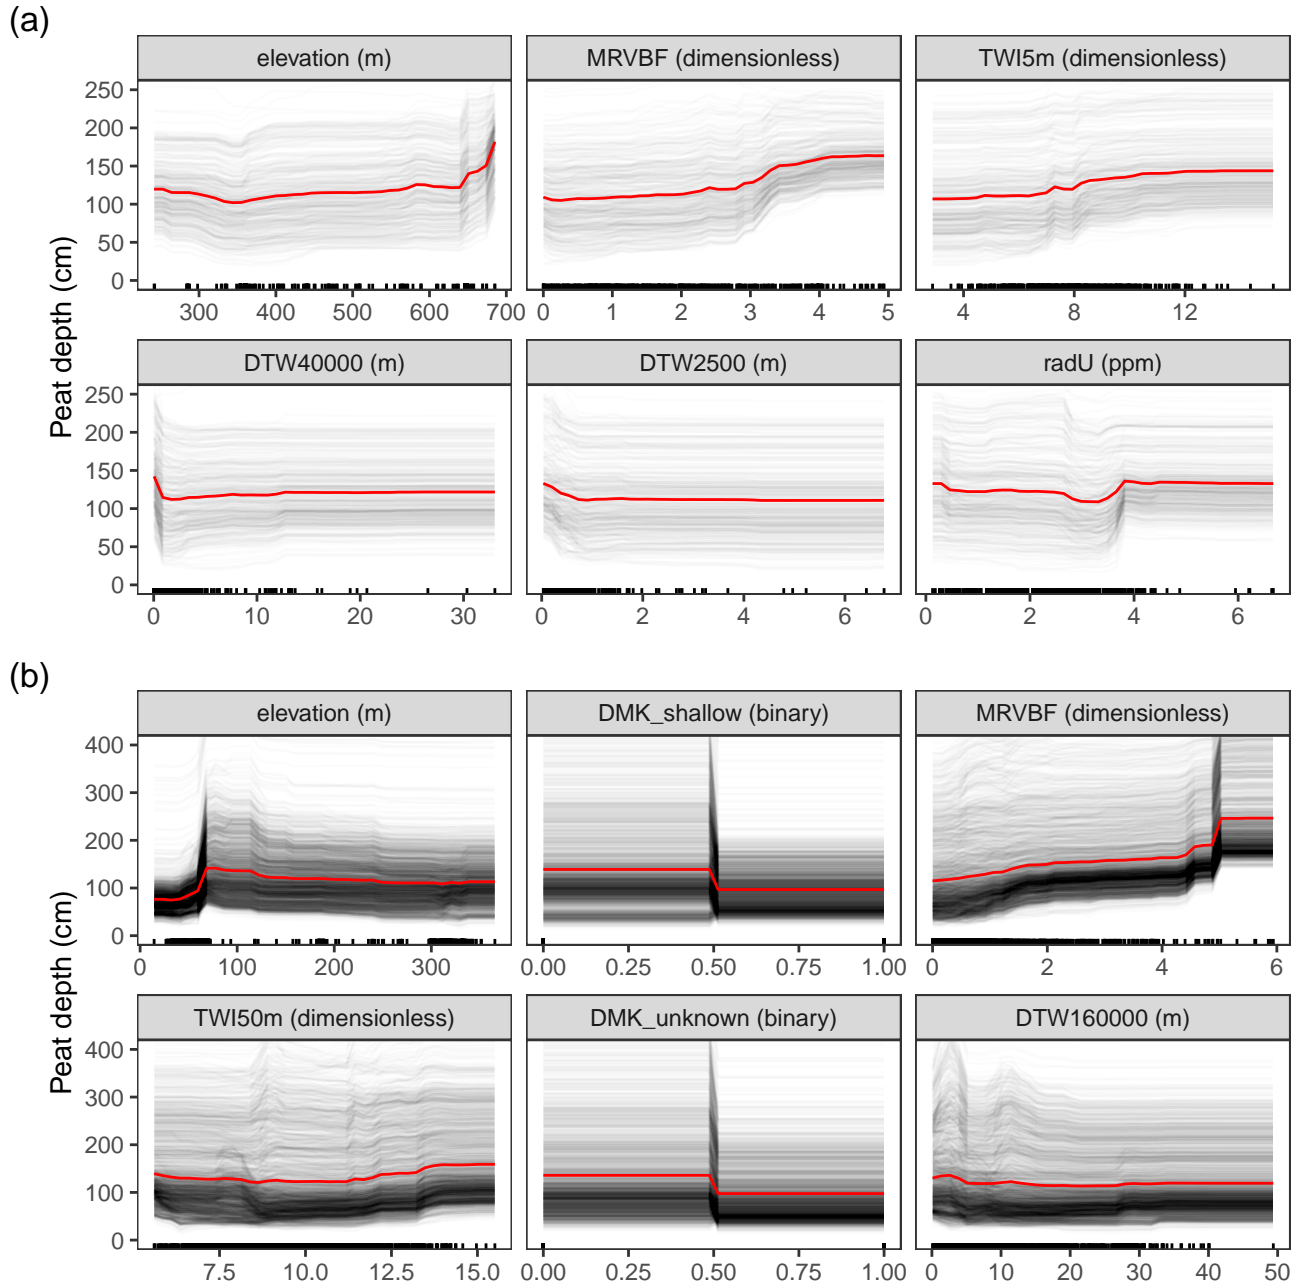 (a)
elevation (m) MRVBF (dimensionless) TWI5m (dimensionless)
250
200
150
100
50
0
300 400 500 600 700 0 1 2 3 4 5 4 8 12
Peat depth (cm)
DTW40000 (m) DTW2500 (m) radU (ppm)
250
200
150
100
50
0
0 10 20 30 0 2 4 6 0 2 4 6
(b)
elevation (m) DMK_shallow (binary) MRVBF (dimensionless)
400
300
200
100
0
0 100 200 300 0.00 0.25 0.50 0.75 1.00 0 2 4 6
Peat depth (cm)
TWI50m (dimensionless) DMK_unknown (binary) DTW160000 (m)
400
300
200
100
0
7.5 10.0 12.5 15.0 0.00 0.25 0.50 0.75 1.00 0 10 20 30 40 50